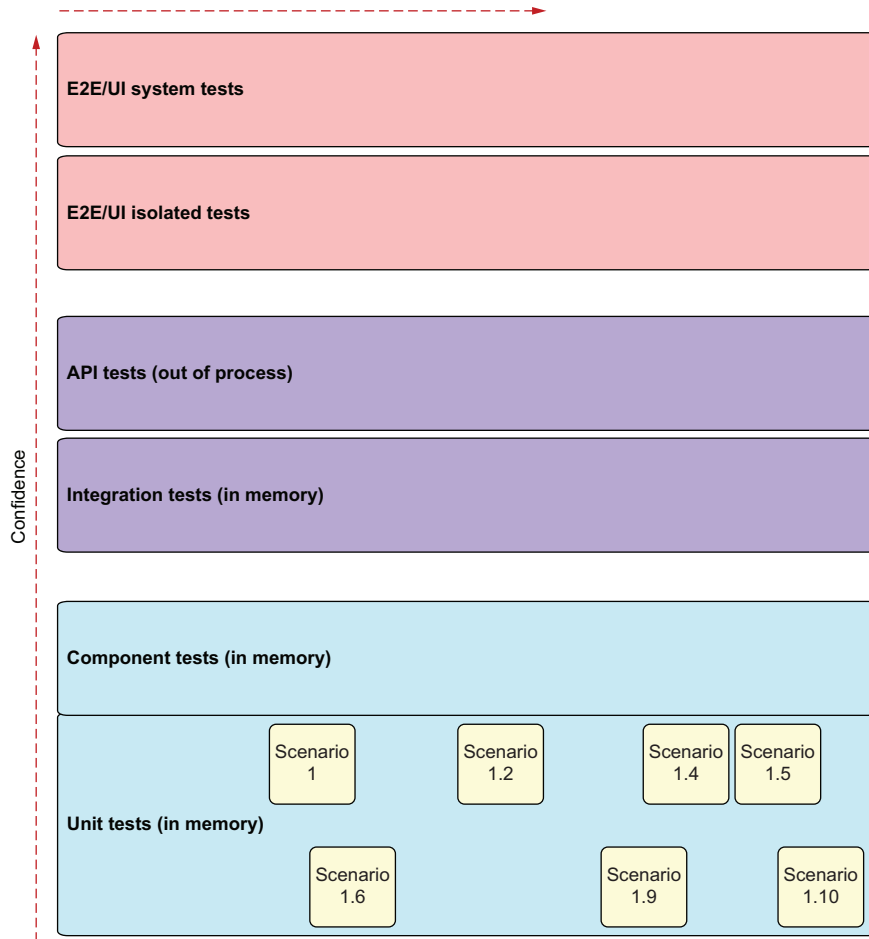 E2E/UI system tests
E2E/UI isolated tests
API tests (out of process)
Confidence
Integration tests (in memory)
Component tests (in memory)
Scenario
1
Scenario
1.2
Scenario
1.4
Scenario
1.5
Unit tests (in memory)
Scenario
1.6
Scenario
1.9
Scenario
1.10